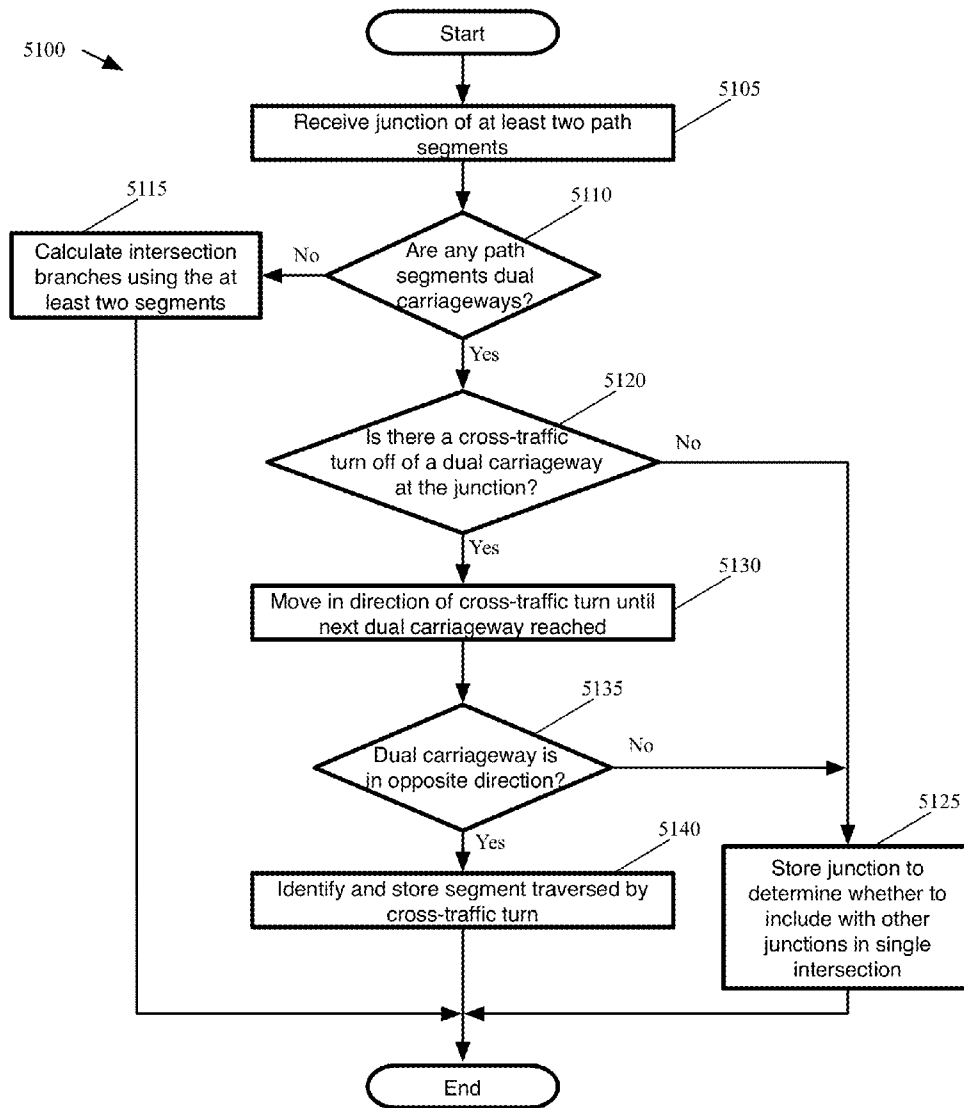 Start
5100
5105
Receive junction of at least two path
segments
5115
5110
Calculate intersection
branches using the at
least two segments
No
Are any path
segments dual
carriageways?
Yes
5120
Is there a cross-traffic
turn off of a dual carriageway
at the junction?
No
Yes
5130
Move in direction of cross-traffic turn until
next dual carriageway reached
5135
Dual carriageway is
in opposite direction?
No
Yes
5140
5125
Identify and store segment traversed by
cross-traffic turn
Store junction to
determine whether to
include with other
junctions in single
intersection
End